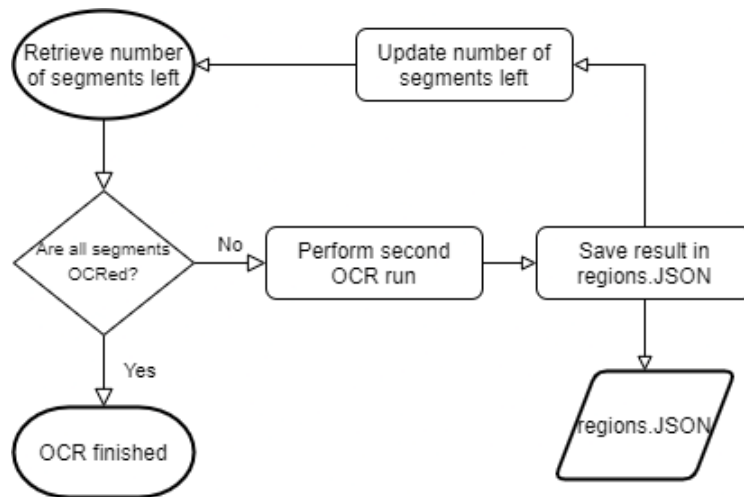 Retrieve number
of segments left
Update number of
segments left
Are all segments
OCRed?
No
Perform second
OCR run
Save result in
regions.JSON
Yes
OCR finished
regions.JSON